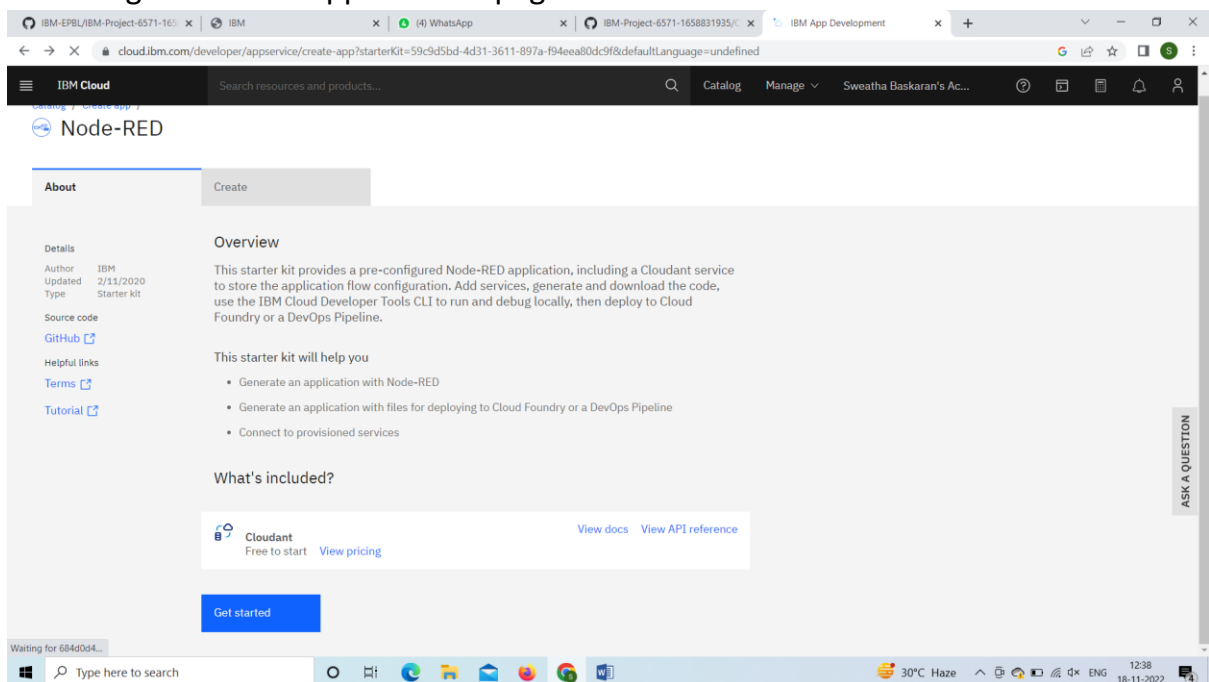 IBM-EPBL/IBM-Project-6571-165
IBM
(4) WhatsApp
IBM-Project-6571-1658831935/
IBM App Development
cloud.ibm.com/developer/appservice/create-app?starterKit=59c9d5bd-4d31-3611-897a-f94eea80dc9f&defaultLanguage=undefined
IBM Cloud
Search resources and products...
Catalog
Manage
Sweatha Baskaran's Ac...
Catalog / Create app /
Node-RED
About
Create
Details
Author IBM
Updated 2/11/2020
Type Starter kit
Source code
GitHub
Helpful links
Terms
Tutorial
Overview
This starter kit provides a pre-configured Node-RED application, including a Cloudant service
to store the application flow configuration. Add services, generate and download the code,
use the IBM Cloud Developer Tools CLI to run and debug locally, then deploy to Cloud
Foundry or a DevOps Pipeline.
This starter kit will help you
• Generate an application with Node-RED
• Generate an application with files for deploying to Cloud Foundry or a DevOps Pipeline
• Connect to provisioned services
What's included?
Cloudant
View docs View API reference
Free to start View pricing
Get started
ASK A QUESTION
Waiting for 684d0d4...
Type here to search
30°C Haze
ENG
12:38
18-11-2022